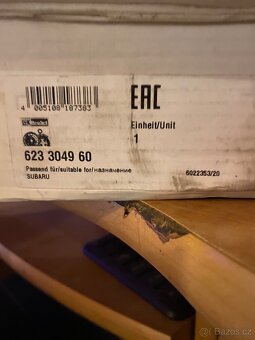 4 005108 187383
EAC
Einheit/Unit
1
623 3049 60
Passend für/suitable for/назначение
SUBARU
6022353/20
Bazos.cz